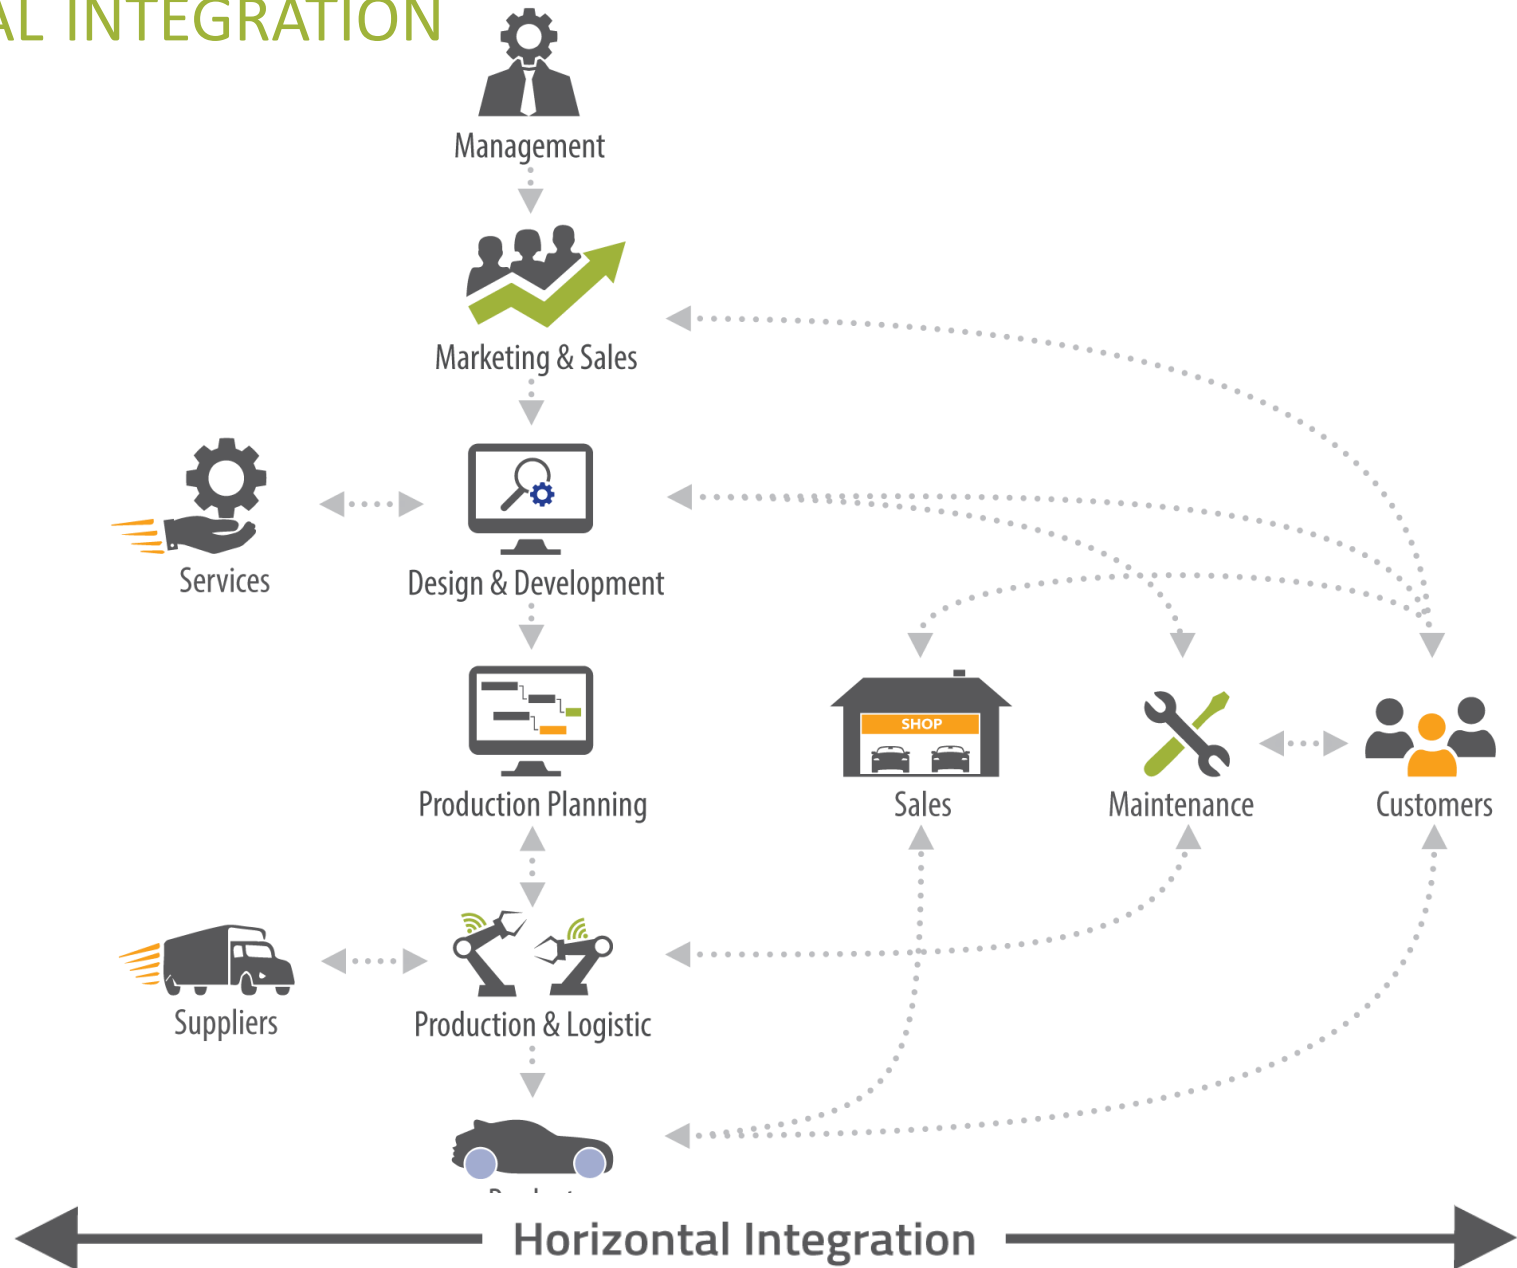 AL INTEGRATION
Management
Marketing & Sales
Services
Design & Development
Production Planning
SHOP
Sales
Maintenance
Customers
Suppliers
Production & Logistic
Horizontal Integration